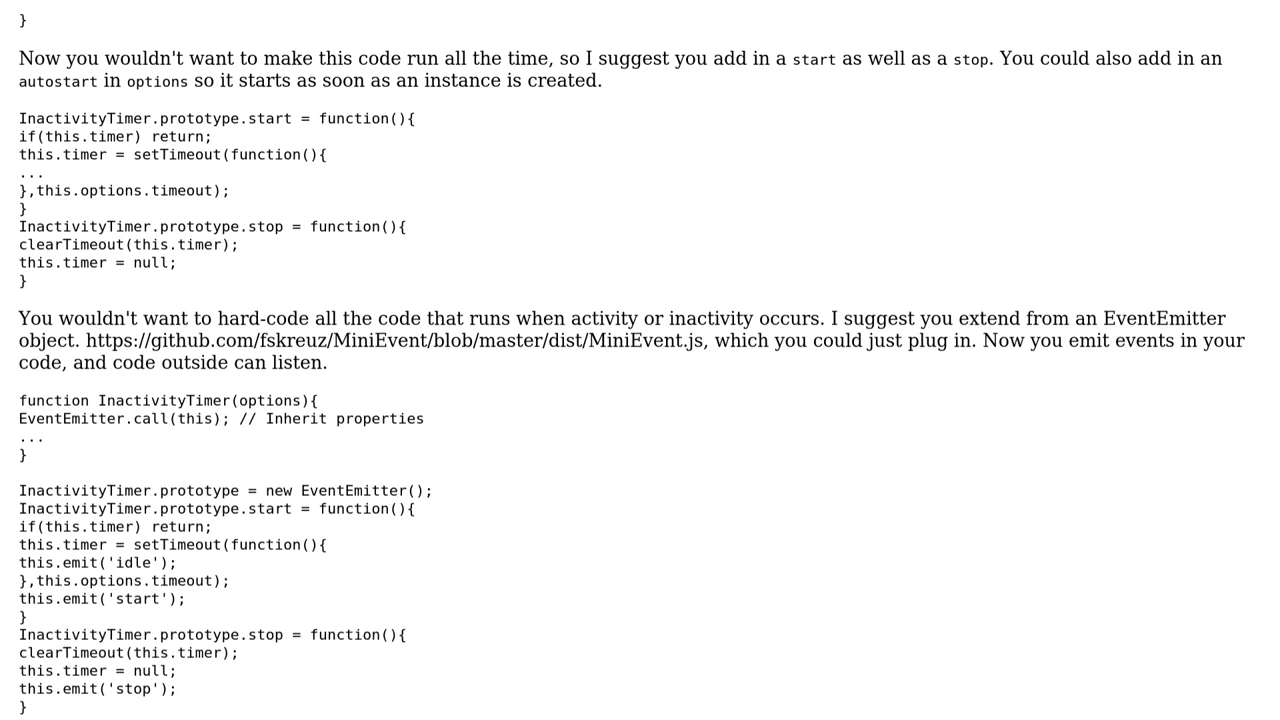 }
Now you wouldn't want to make this code run all the time, so I suggest you add in a start as well as a stop. You could also add in an
autostart in options so it starts as soon as an instance is created.
InactivityTimer.prototype.start = function(){
if(this.timer) return;
this.timer = setTimeout(function(){
...
},this.options.timeout);
}
InactivityTimer.prototype.stop = function(){
clearTimeout(this.timer);
this.timer = null;
}
You wouldn't want to hard-code all the code that runs when activity or inactivity occurs. I suggest you extend from an EventEmitter
object. https://github.com/fskreuz/MiniEvent/blob/master/dist/MiniEvent.js, which you could just plug in. Now you emit events in your
code, and code outside can listen.
function InactivityTimer(options){
EventEmitter.call(this); // Inherit properties
...
}
InactivityTimer.prototype = new EventEmitter();
InactivityTimer.prototype.start = function(){
if(this.timer) return;
this.timer = setTimeout(function(){
this.emit('idle');
},this.options.timeout);
this.emit('start');
}
InactivityTimer.prototype.stop = function(){
clearTimeout(this.timer);
this.timer = null;
this.emit('stop');
}